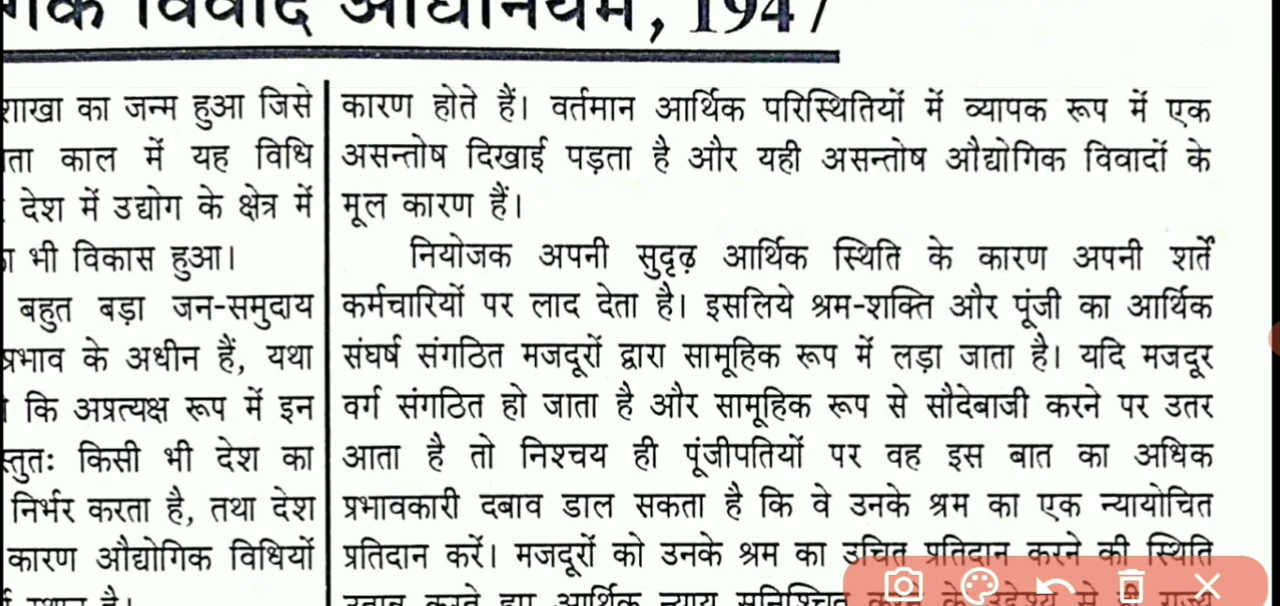 विवाद अधिनियम, 1947
शाखा का जन्म हुआ जिसे
काल में यह विधि
देश में उद्योग के क्षेत्र में
भी विकास हुआ।
बहुत बड़ा जन-समुदाय
प्रभाव के अधीन हैं, यथा
कि अप्रत्यक्ष रूप में इन
किसी भी देश का
निर्भर करता है, तथा देश
कारण औद्योगिक विधियों
है।
कारण होते हैं। वर्तमान आर्थिक परिस्थितियों में व्यापक रूप में एक
असन्तोष दिखाई पड़ता है और यही असन्तोष औद्योगिक विवादों के
मूल कारण हैं।
नियोजक अपनी सुदृढ़ आर्थिक स्थिति के कारण अपनी शर्तें
कर्मचारियों पर लाद देता है। इसलिये श्रम-शक्ति और पूंजी का आर्थिक
संघर्ष संगठित मजदूरों द्वारा सामूहिक रूप में लड़ा जाता है। यदि मजदूर
वर्ग संगठित हो जाता है और सामूहिक रूप से सौदेबाजी करने पर उतर
आता है तो निश्चय ही पूंजीपतियों पर वह इस बात का अधिक
प्रभावकारी दबाव डाल सकता है कि वे उनके श्रम का एक न्यायोचित
प्रतिदान करें। मजदूरों को उनके श्रम का उचित प्रतिदान करने की स्थिति
करते हुए आर्थिक न्याय सुनिश्चित करने के उद्देश्य से ही राज्य